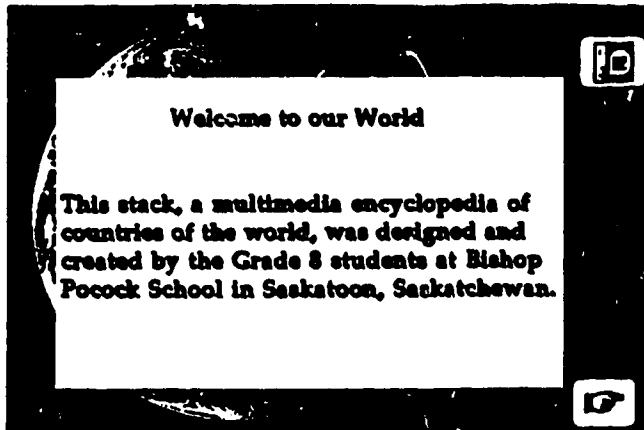 Welcome to our World
This stack, a multimedia encyclopedia of
countries of the world, was designed and
created by the Grade 8 students at Bishop
Pocock School in Saskatoon, Saskatchewan.